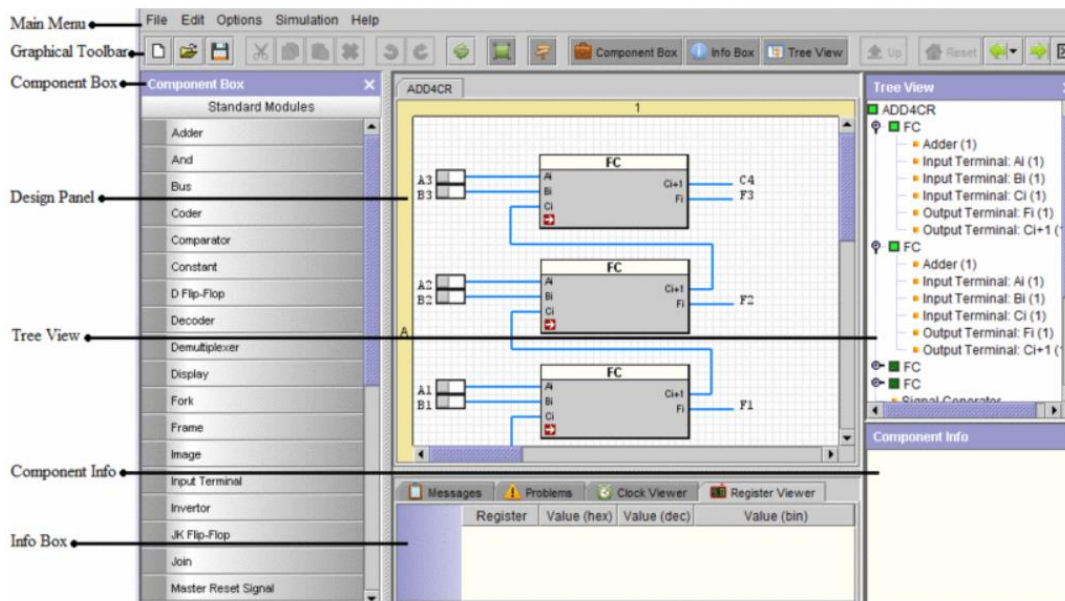 Main Menu
File Edit Options Simulation Help
Graphical Toolbar
Component Box Info Box Tree View Up Reset
Component Box
Component Box
Standard Modules
Adder
And
Bus
Coder
Comparator
Constant
D Flip-Flop
Decoder
Demultiplexer
Display
Fork
Frame
Image
Input Terminal
Invertor
JK Flip-Flop
Join
Master Reset Signal
Design Panel
Tree View
Component Info
Info Box
ADD4CR
1
A
FC
A3
B3
Ai
Bi
Ci
Ci+1
Fi
C4
F3
FC
A2
B2
Ai
Bi
Ci
Ci+1
Fi
F2
FC
A1
B1
Ai
Bi
Ci
Ci+1
Fi
F1
Messages Problems Clock Viewer Register Viewer
Register Value (hex) Value (dec) Value (bin)
Tree View
ADD4CR
FC
Adder (1)
Input Terminal: Ai (1)
Input Terminal: Bi (1)
Input Terminal: Ci (1)
Output Terminal: Fi (1)
Output Terminal: Ci+1 (
FC
Adder (1)
Input Terminal: Ai (1)
Input Terminal: Bi (1)
Input Terminal: Ci (1)
Output Terminal: Fi (1)
Output Terminal: Ci+1 (
FC
FC
Signal Generator
Component Info